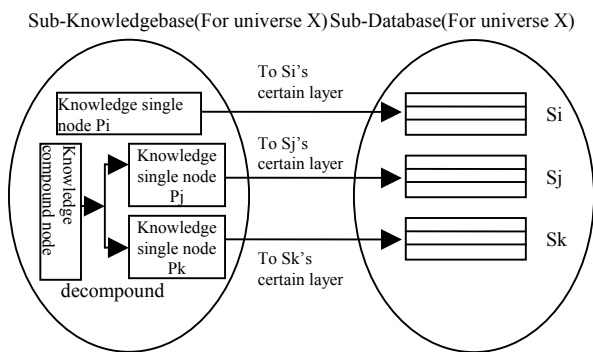 Sub-Knowledgebase(For universe X) Sub-Database(For universe X)
To Si's
certain layer
Knowledge single
node Pi
Si
To Sj's
certain layer
Knowledge
compound node
Knowledge
single node
Pj
Sj
Knowledge
single node
Pk
Sk
To Sk's
certain layer
decompound